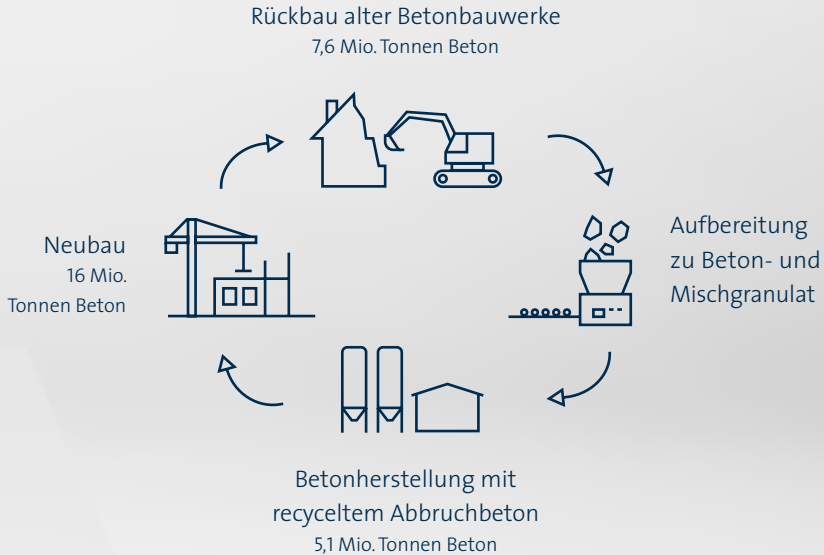 Rückbau alter Betonbauwerke
7,6 Mio. Tonnen Beton
Neubau
16 Mio.
Tonnen Beton
Aufbereitung
zu Beton- und
Mischgranulat
Betonherstellung mit
recyceltem Abbruchbeton
5,1 Mio. Tonnen Beton